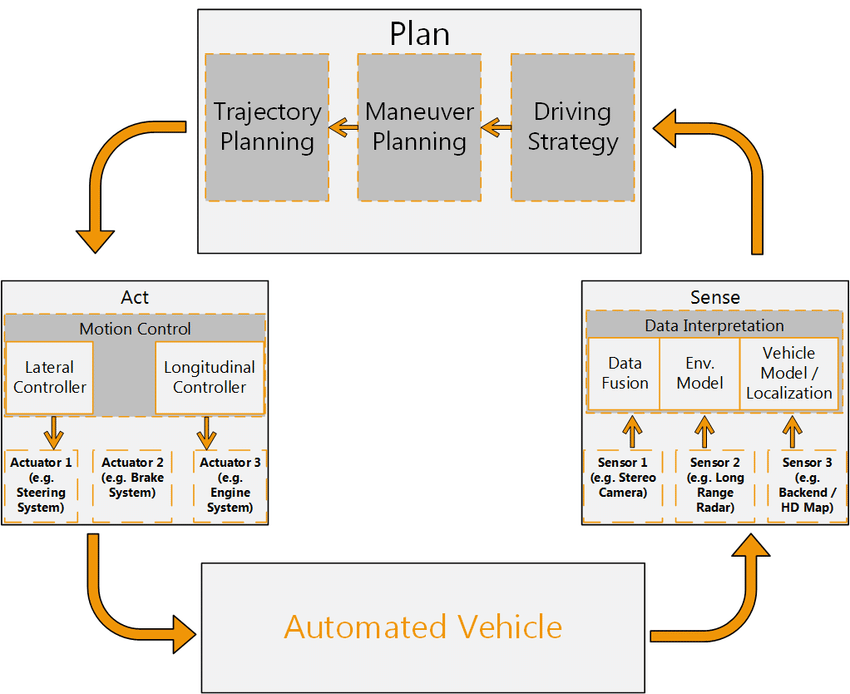 Plan
Trajectory
Planning
Maneuver
Planning
Driving
Strategy
Act
Motion Control
Lateral
Controller
Longitudinal
Controller
Actuator 1
(e.g.
Steering
System)
Actuator 2
(e.g. Brake
System)
Actuator 3
(e.g.
Engine
System)
Sense
Data Interpretation
Data
Fusion
Env.
Model
Vehicle
Model /
Localization
Sensor 1
(e.g. Stereo
Camera)
Sensor 2
(e.g. Long
Range
Radar)
Sensor 3
(e.g.
Backend /
HD Map)
Automated Vehicle